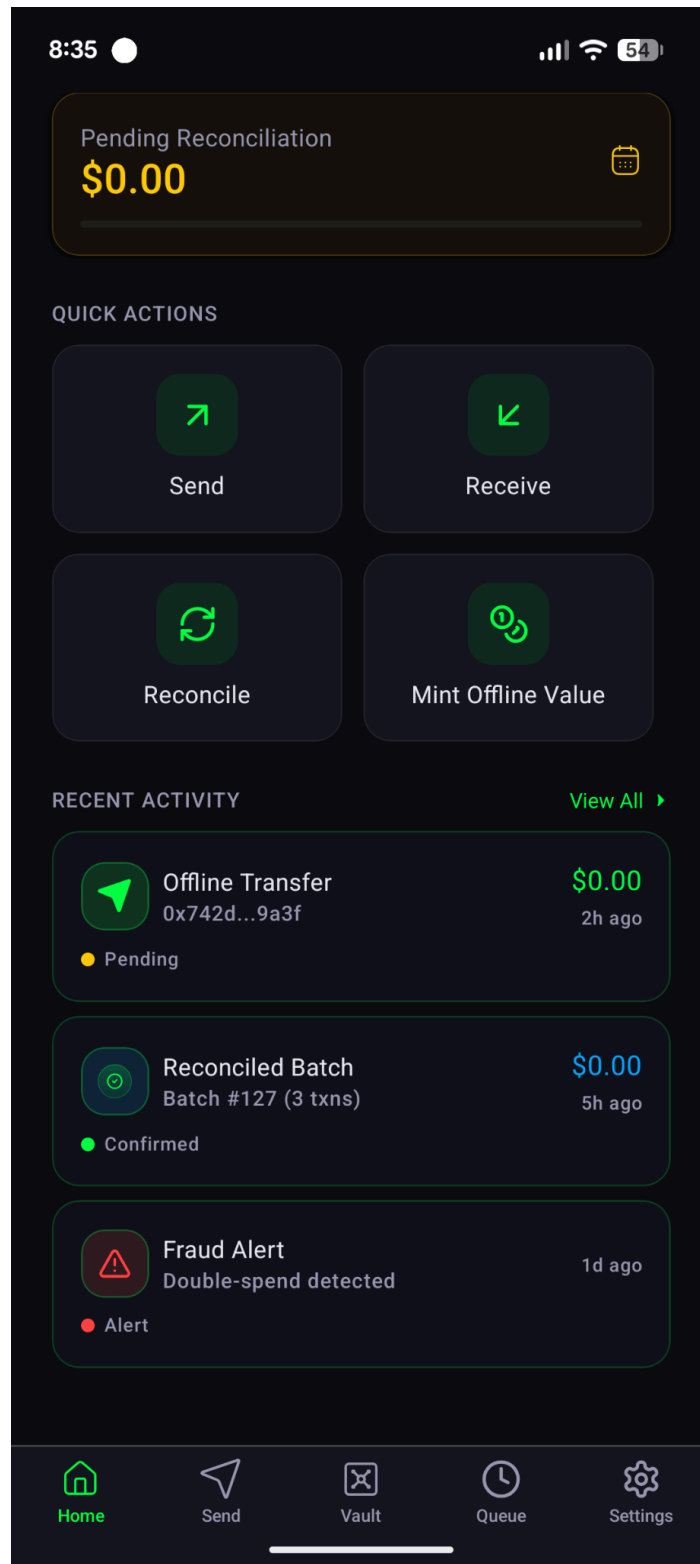 8:35
54
Pending Reconciliation
$0.00
QUICK ACTIONS
Send
Receive
Reconcile
Mint Offline Value
RECENT ACTIVITY
View All
Offline Transfer
$0.00
0x742d...9a3f
2h ago
Pending
Reconciled Batch
$0.00
Batch #127 (3 txns)
5h ago
Confirmed
Fraud Alert
Double-spend detected
1d ago
Alert
Home
Send
Vault
Queue
Settings